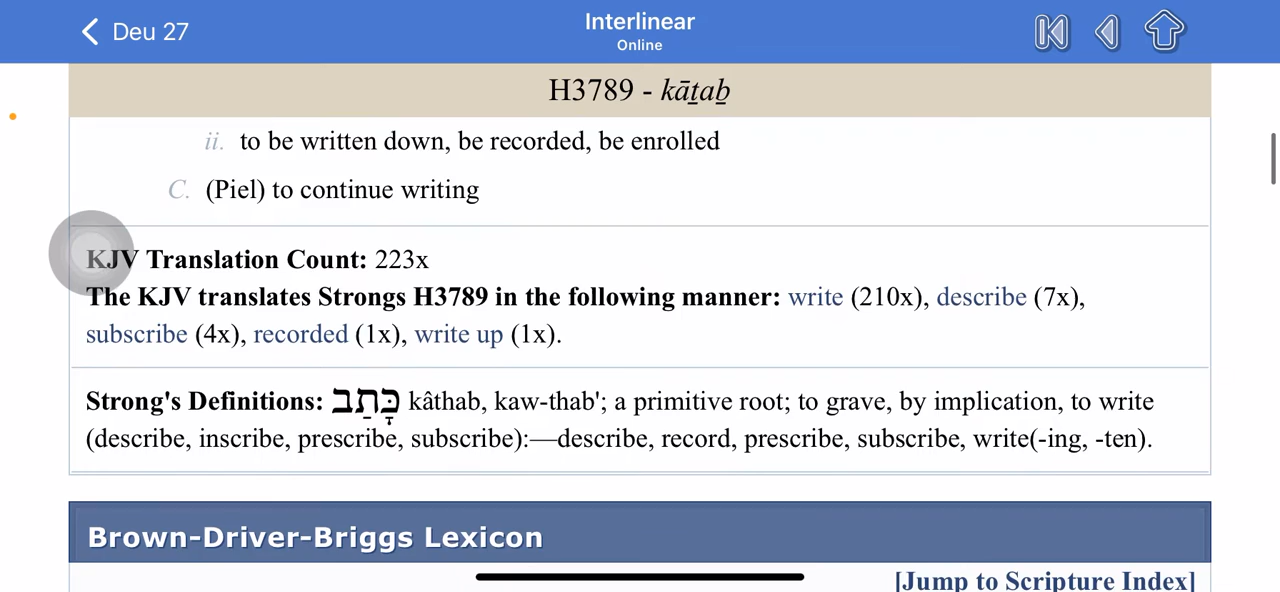 Deu 27
Interlinear
Online
H3789 - kāṯaḇ
ii. to be written down, be recorded, be enrolled
C. (Piel) to continue writing
KJV Translation Count: 223x
The KJV translates Strongs H3789 in the following manner: write (210x), describe (7x),
subscribe (4x), recorded (1x), write up (1x).
Strong's Definitions: כָּתַב kâthab, kaw-thab'; a primitive root; to grave, by implication, to write
(describe, inscribe, prescribe, subscribe):—describe, record, prescribe, subscribe, write(-ing, -ten).
Brown-Driver-Briggs Lexicon
[Jump to Scripture Index]